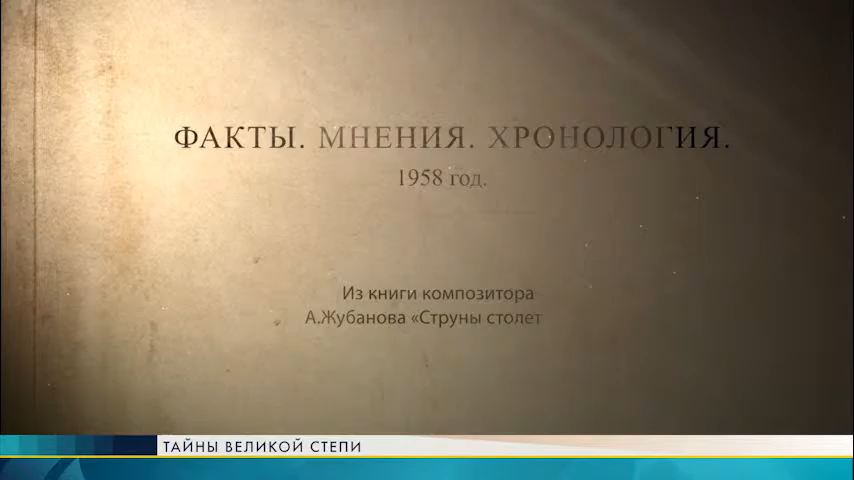 ФАКТЫ. МНЕНИЯ. ХРОНОЛОГИЯ.
1958 год.
Из книги композитора
А.Жубанова «Струны столет
ТАЙНЫ ВЕЛИКОЙ СТЕПИ